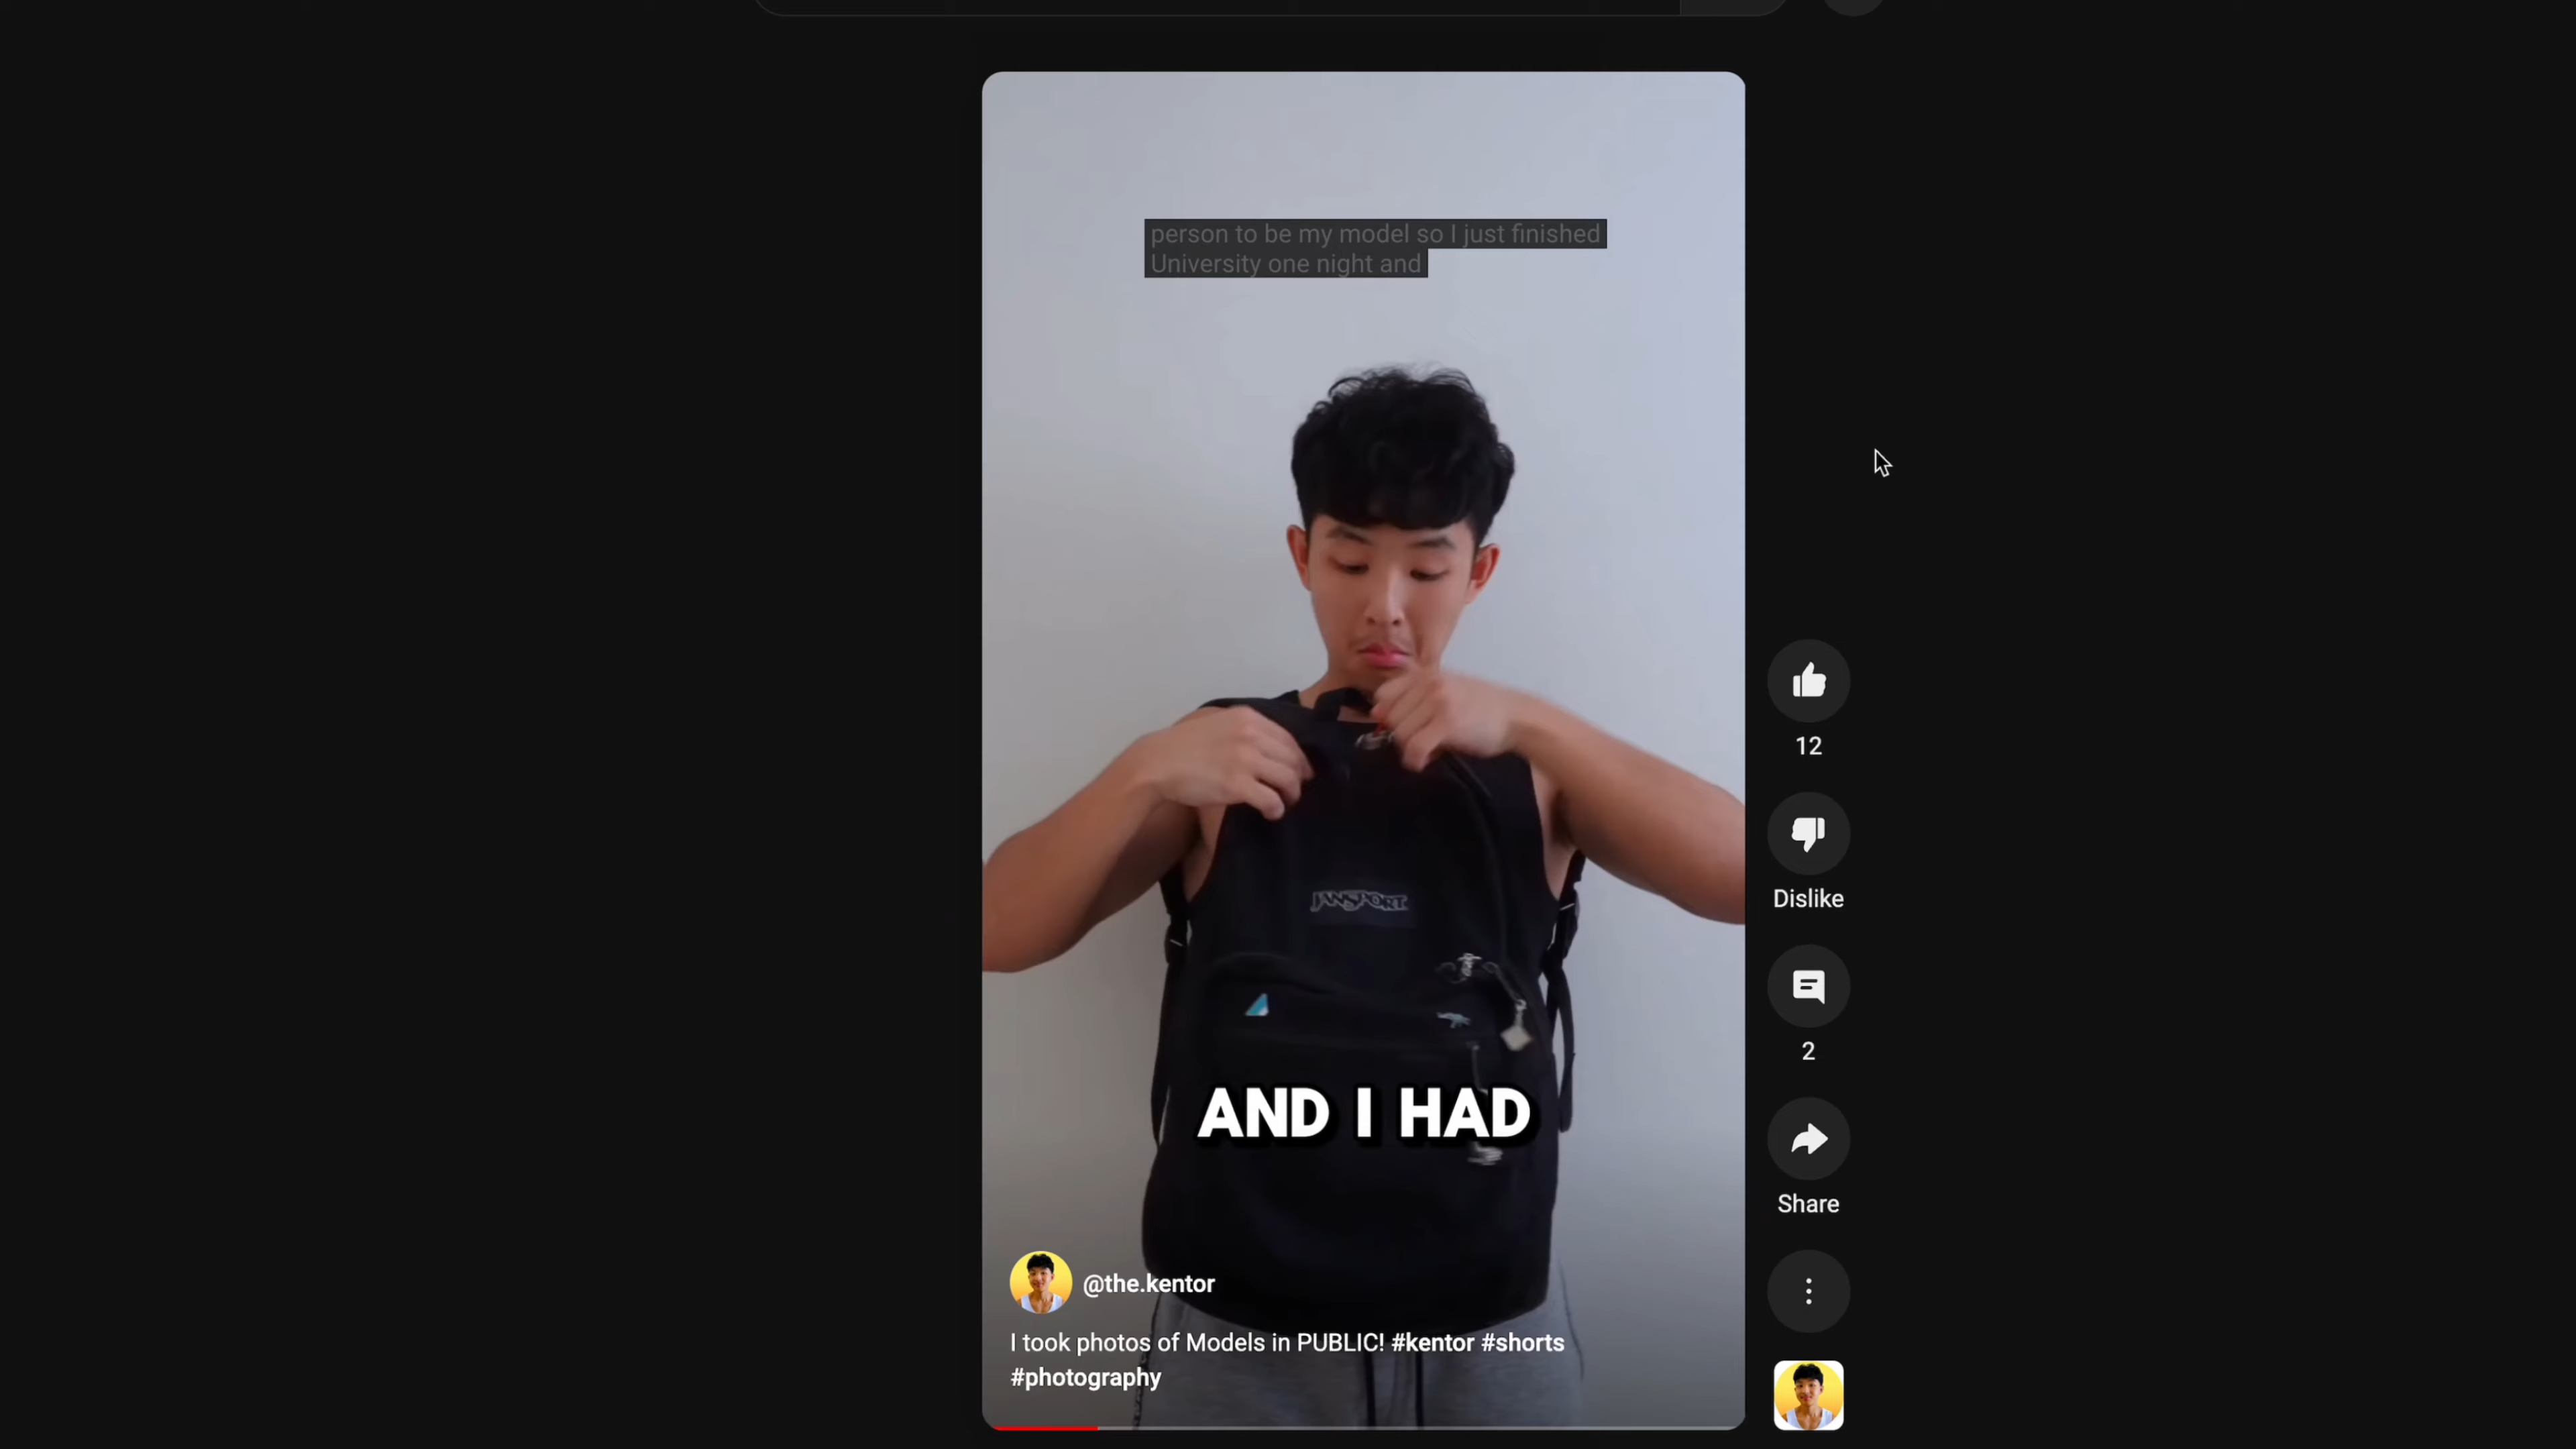 person to be my model so I just finished
University one night and
JANSPORT
AND I HAD
@the.kentor
I took photos of Models in PUBLIC! #kentor #shorts
#photography
12
Dislike
2
Share